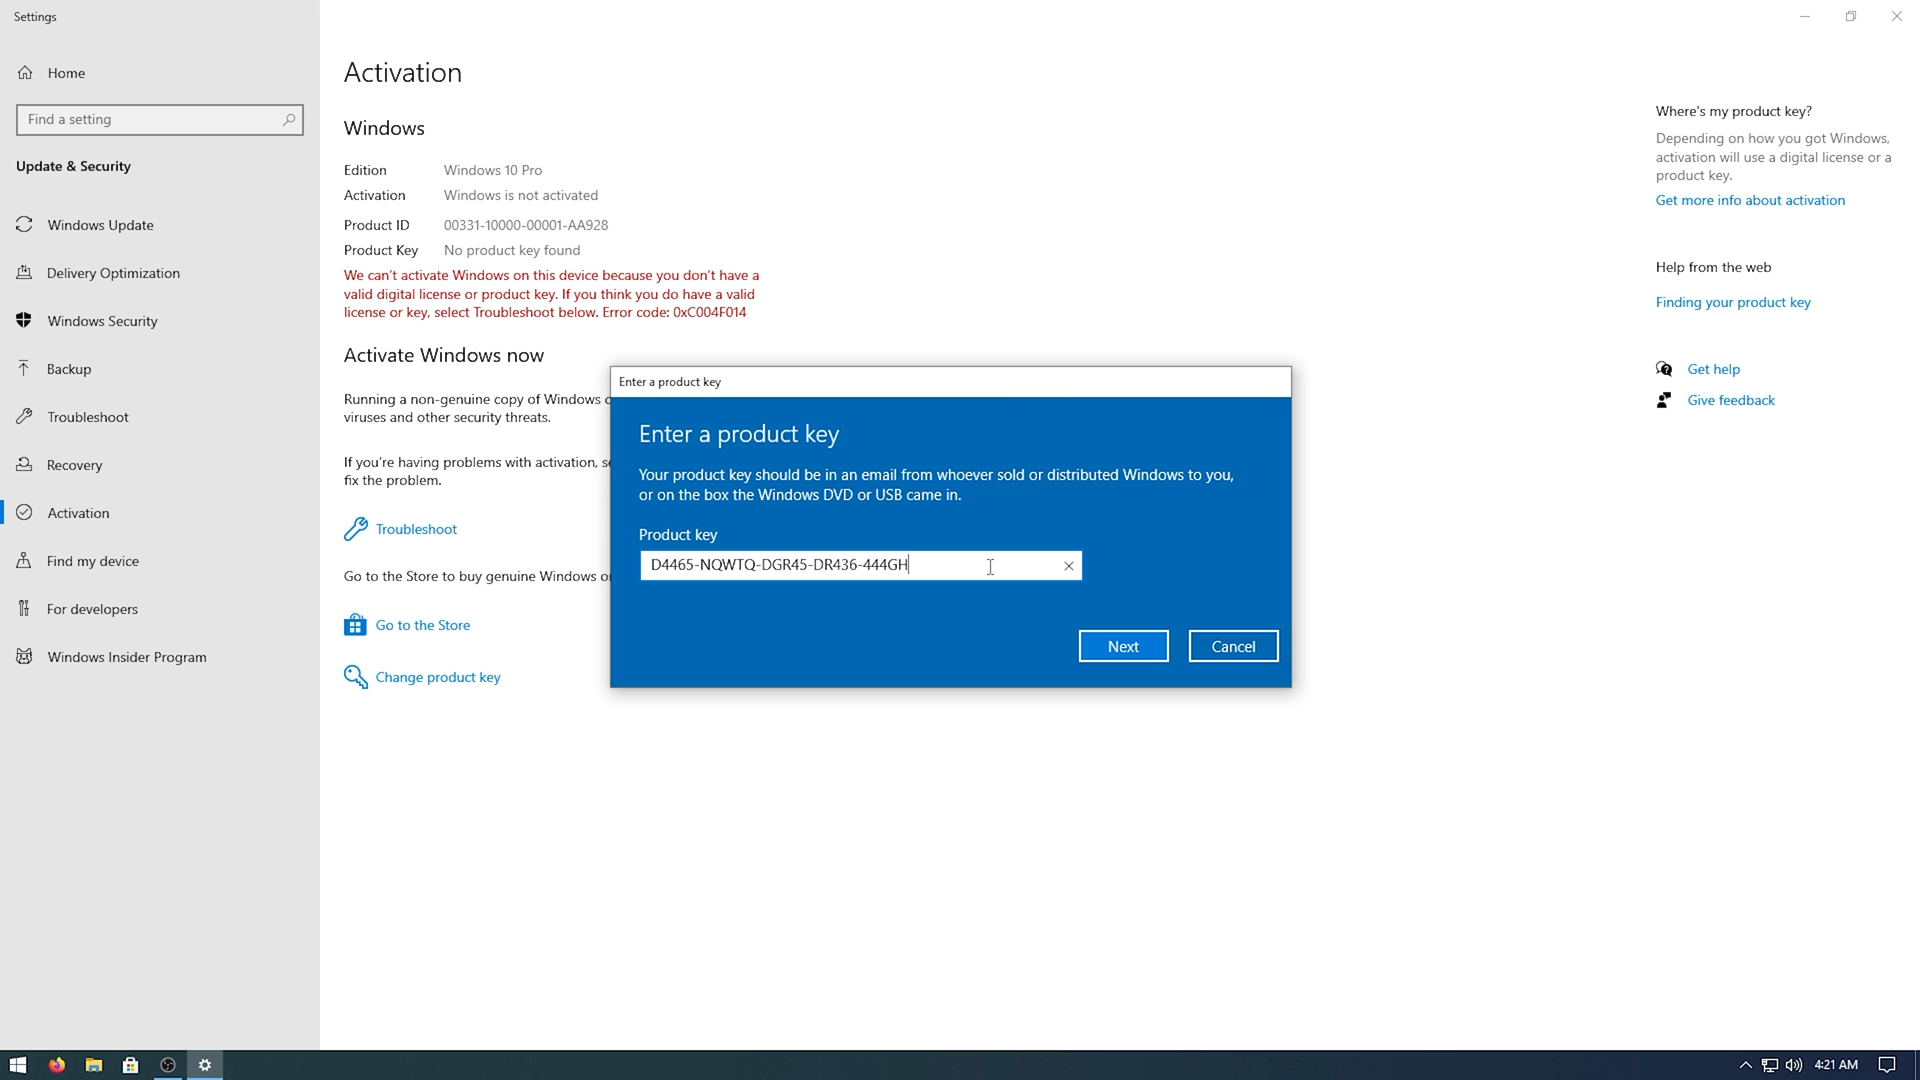 Settings
Home
Find a setting
Update & Security
Windows Update
Delivery Optimization
Windows Security
Backup
Troubleshoot
Recovery
Activation
Find my device
For developers
Windows Insider Program
Activation
Windows
Edition Windows 10 Pro
Activation Windows is not activated
Product ID 00331-10000-00001-AA928
Product Key No product key found
We can't activate Windows on this device because you don't have a
valid digital license or product key. If you think you do have a valid
license or key, select Troubleshoot below. Error code: 0xC004F014
Activate Windows now
Running a non-genuine copy of Windows
viruses and other security threats.
If you're having problems with activation,
fix the problem.
Troubleshoot
Go to the Store to buy genuine Windows
Go to the Store
Change product key
Enter a product key
Enter a product key
Your product key should be in an email from whoever sold or distributed Windows to you,
or on the box the Windows DVD or USB came in.
Product key
D4465-NQWTQ-DGR45-DR436-444GH
Next Cancel
Where's my product key?
Depending on how you got Windows,
activation will use a digital license or a
product key.
Get more info about activation
Help from the web
Finding your product key
Get help
Give feedback
4:21 AM